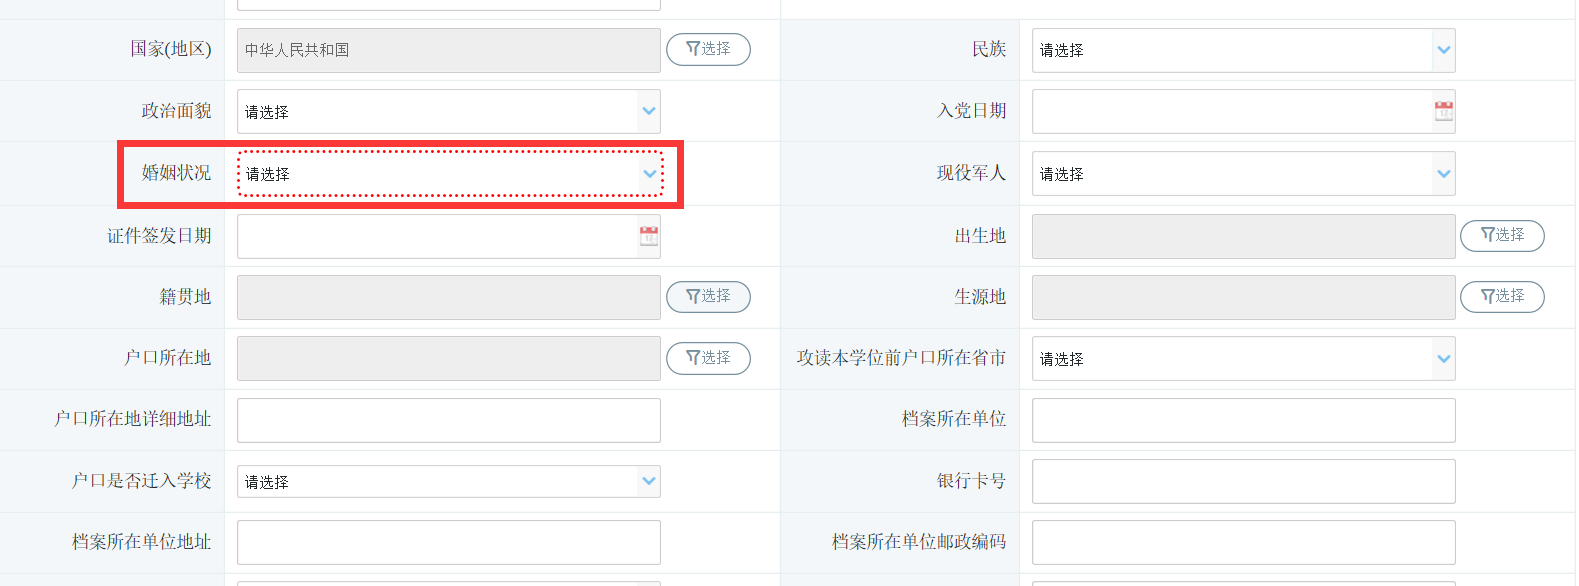 国家(地区) 中华人民共和国 选择 民族 请选择
政治面貌 请选择 入党日期
婚姻状况 请选择 现役军人 请选择
证件签发日期 出生地 选择
籍贯地 选择 生源地 选择
户口所在地 选择 攻读本学位前户口所在省市 请选择
户口所在地详细地址 档案所在单位
户口是否迁入学校 请选择 银行卡号
档案所在单位地址 档案所在单位邮政编码